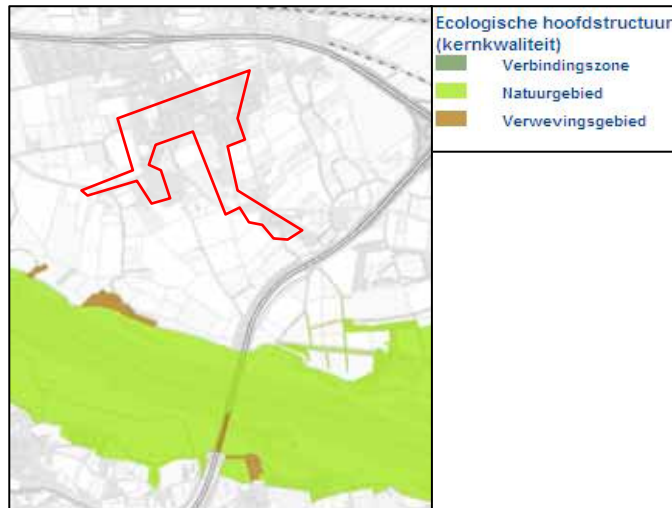 Ecologische hoofdstructuur
(kernkwaliteit)
Verbindingszone
Natuurgebied
Verwevingsgebied